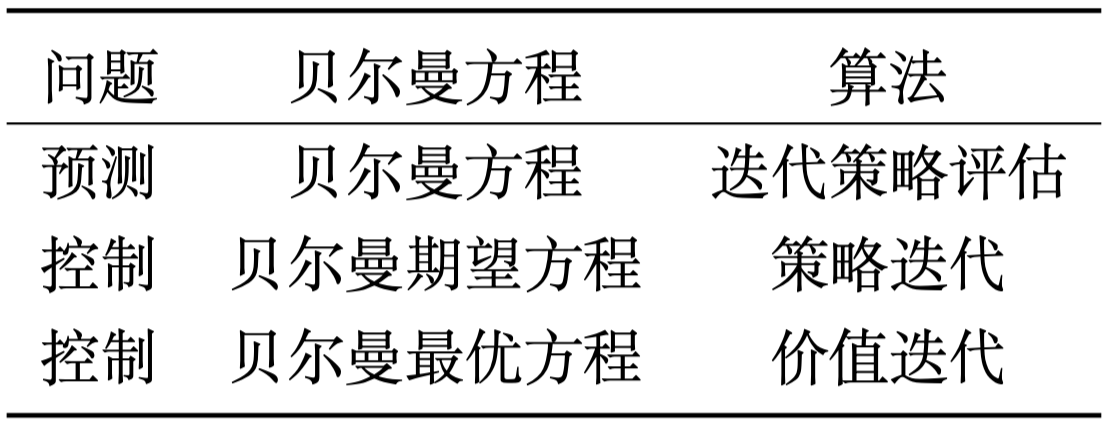 问题 贝尔曼方程 算法
预测 贝尔曼方程 迭代策略评估
控制 贝尔曼期望方程 策略迭代
控制 贝尔曼最优方程 价值迭代